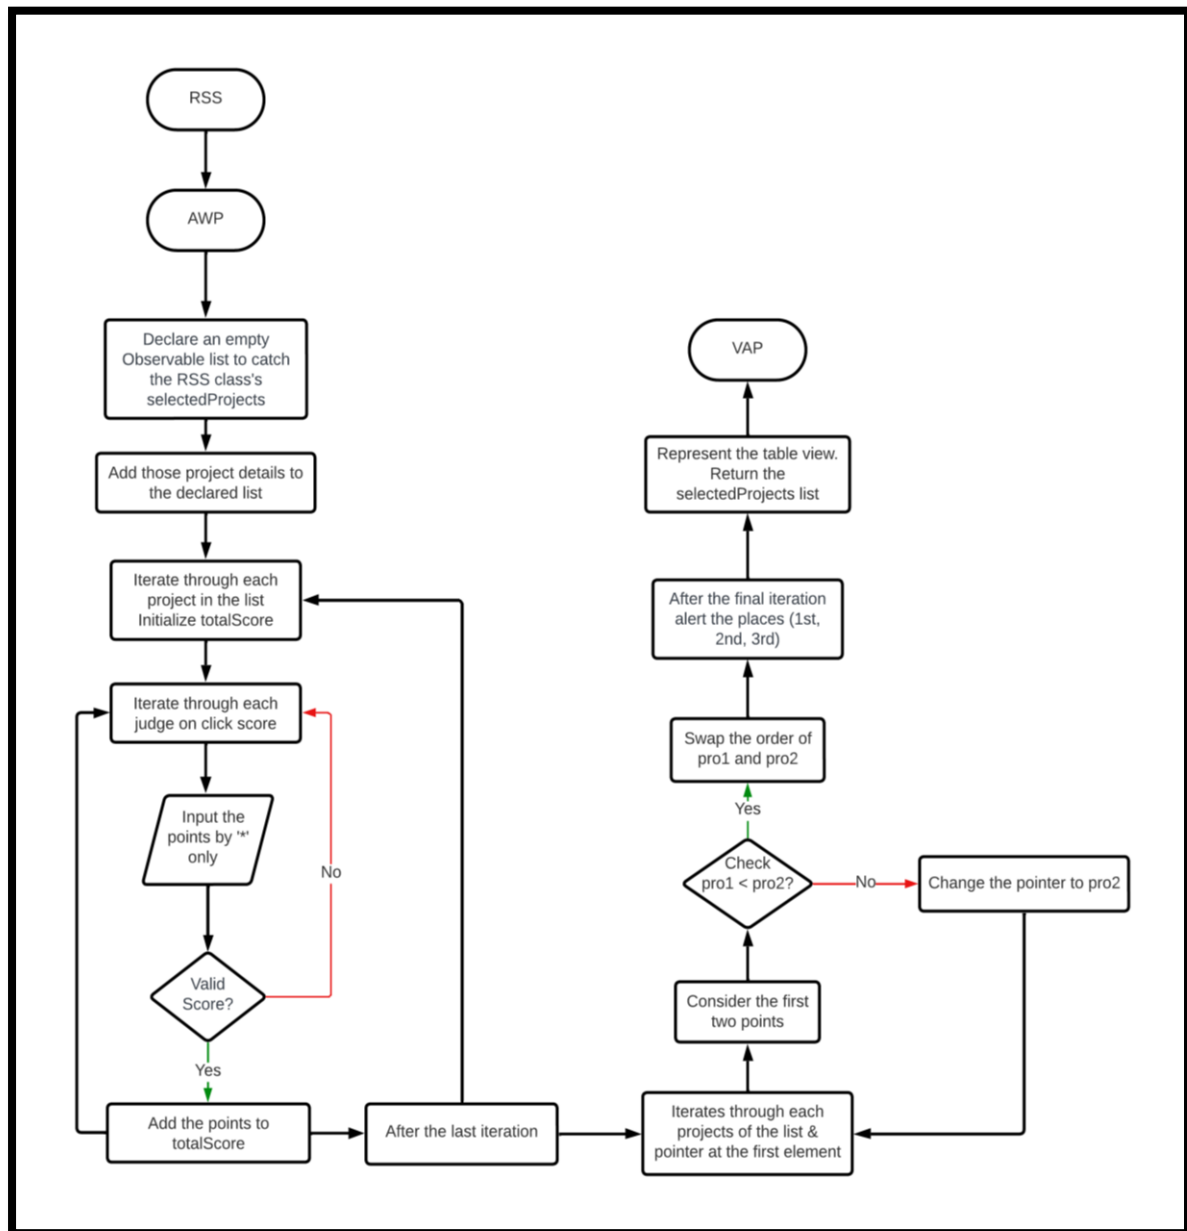 RSS
AWP
Declare an empty
Observable list to catch
the RSS class's
selectedProjects
Add those project details to
the declared list
Iterate through each
project in the list
Initialize totalScore
Iterate through each
judge on click score
Input the
points by '*'
only
No
Valid
Score?
Yes
Add the points to
totalScore
After the last iteration
Iterates through each
projects of the list &
pointer at the first element
Consider the first
two points
Check
pro1 < pro2?
No
Change the pointer to pro2
Yes
Swap the order of
pro1 and pro2
After the final iteration
alert the places (1st,
2nd, 3rd)
Represent the table view.
Return the
selectedProjects list
VAP